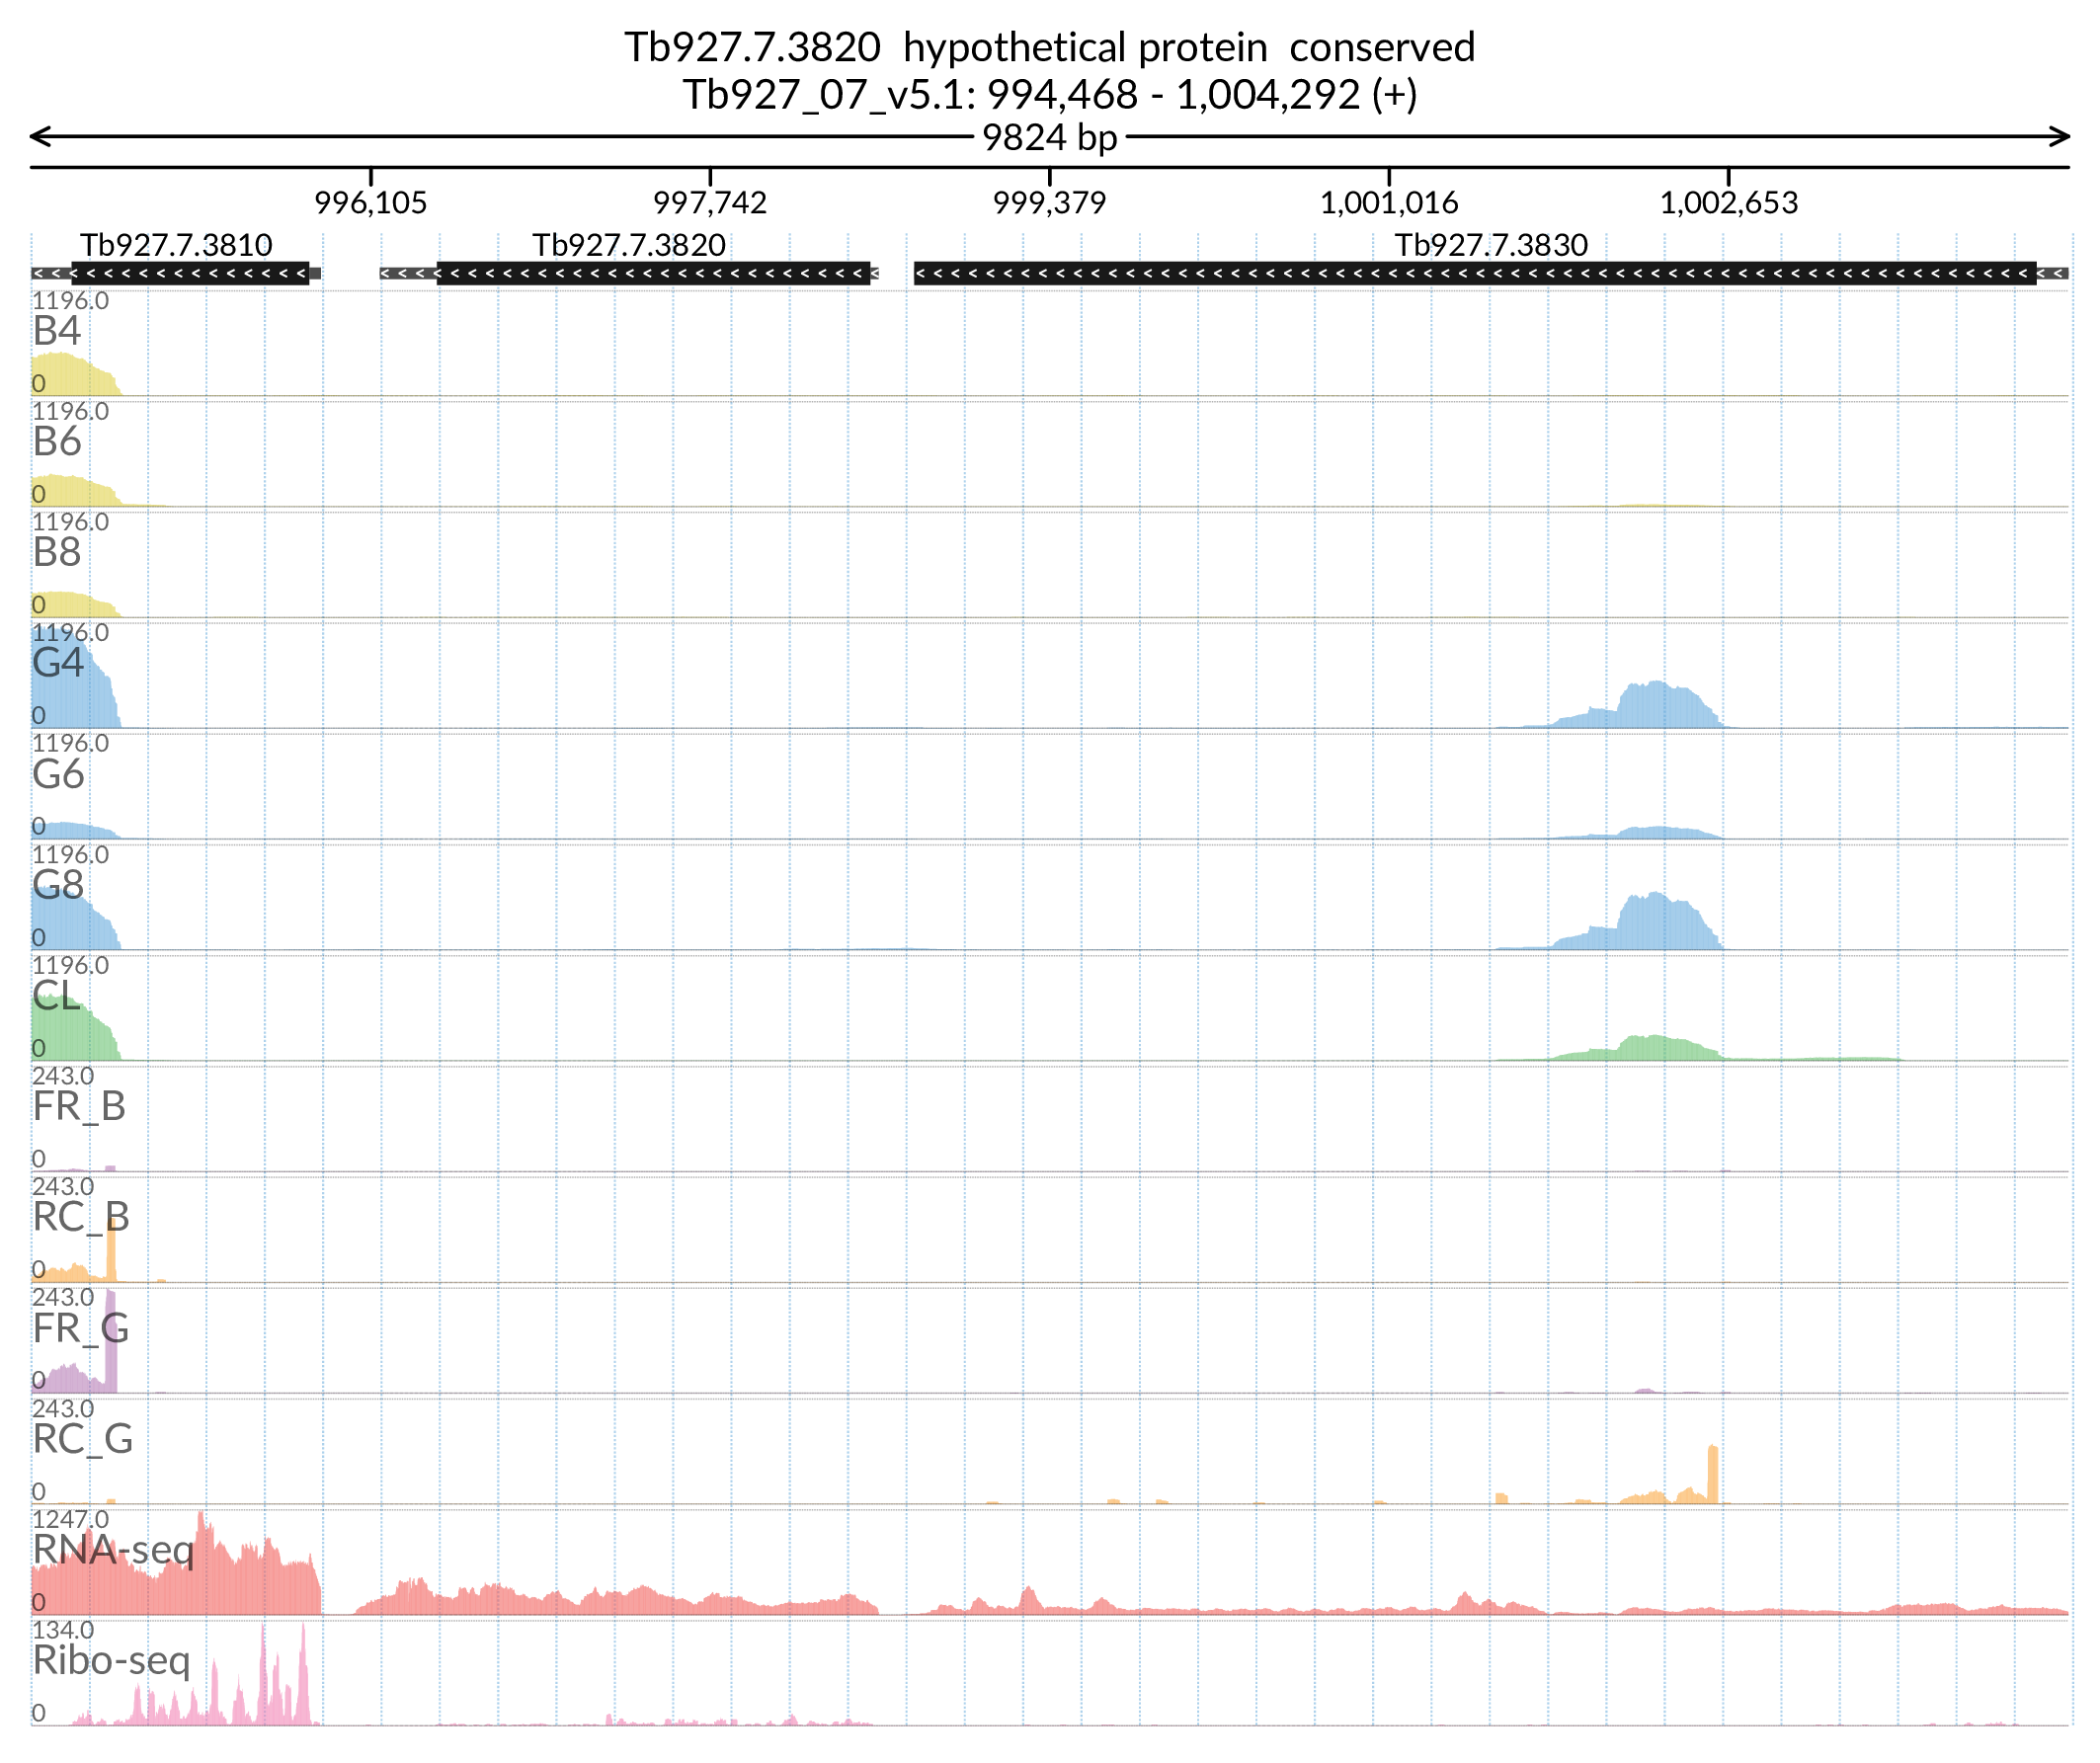 Tb927.7.3820 hypothetical protein conserved
Tb927_07_v5.1: 994,468 - 1,004,292 (+)
9824 bp
996,105 997,742 999,379 1,001,016 1,002,653
Tb927.7.3810 Tb927.7.3820 Tb927.7.3830
1196.0
B4
0
1196.0
B6
0
1196.0
B8
0
1196.0
G4
0
1196.0
G6
0
1196.0
G8
0
1196.0
CL
0
243.0
FR_B
0
243.0
RC_B
0
243.0
FR_G
0
243.0
RC_G
0
1247.0
RNA-seq
0
134.0
Ribo-seq
0